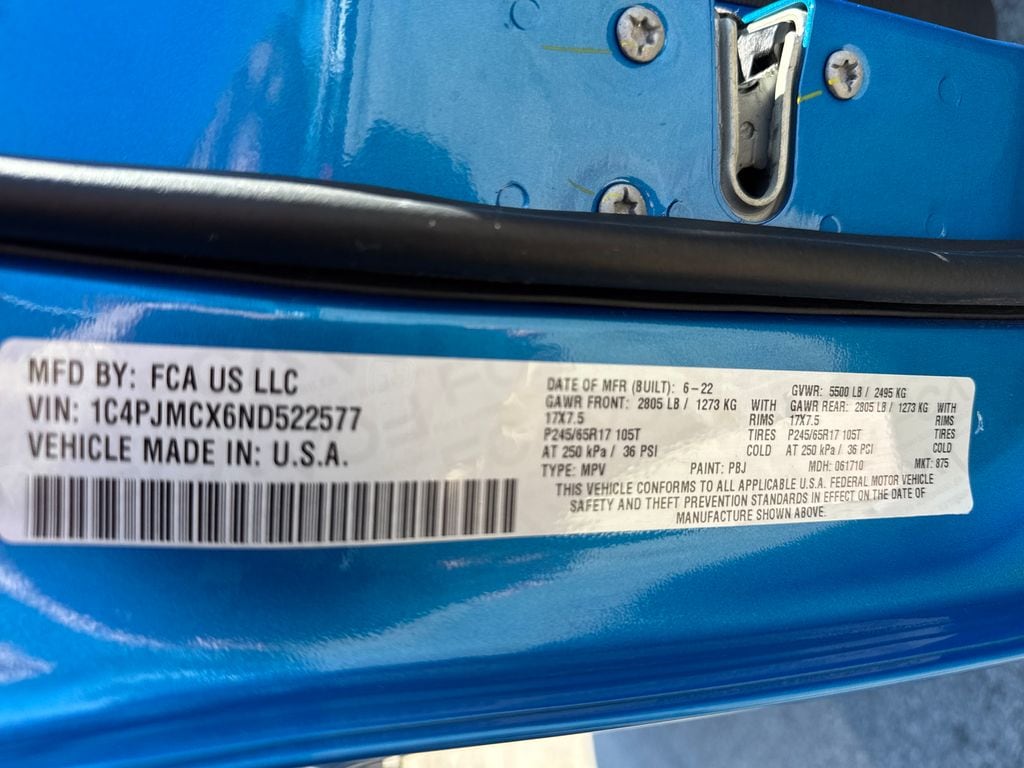 MFD BY: FCA US LLC
VIN: 1C4PJMCX6ND522577
VEHICLE MADE IN: U.S.A.
DATE OF MFR (BUILT): 6-22 GVWR: 5500 LB / 2495 KG
GAWR FRONT: 2805 LB / 1273 KG WITH GAWR REAR: 2805 LB / 1273 KG WITH
17X7.5 RIMS 17X7.5 RIMS
P245/65R17 105T TIRES P245/65R17 105T TIRES
AT 250 kPa / 36 PSI COLD AT 250 kPa / 36 PSI COLD
TYPE: MPV PAINT: PBJ MDH: 061710 MKT: 875
THIS VEHICLE CONFORMS TO ALL APPLICABLE U.S.A. FEDERAL MOTOR VEHICLE
SAFETY AND THEFT PREVENTION STANDARDS IN EFFECT ON THE DATE OF
MANUFACTURE SHOWN ABOVE.